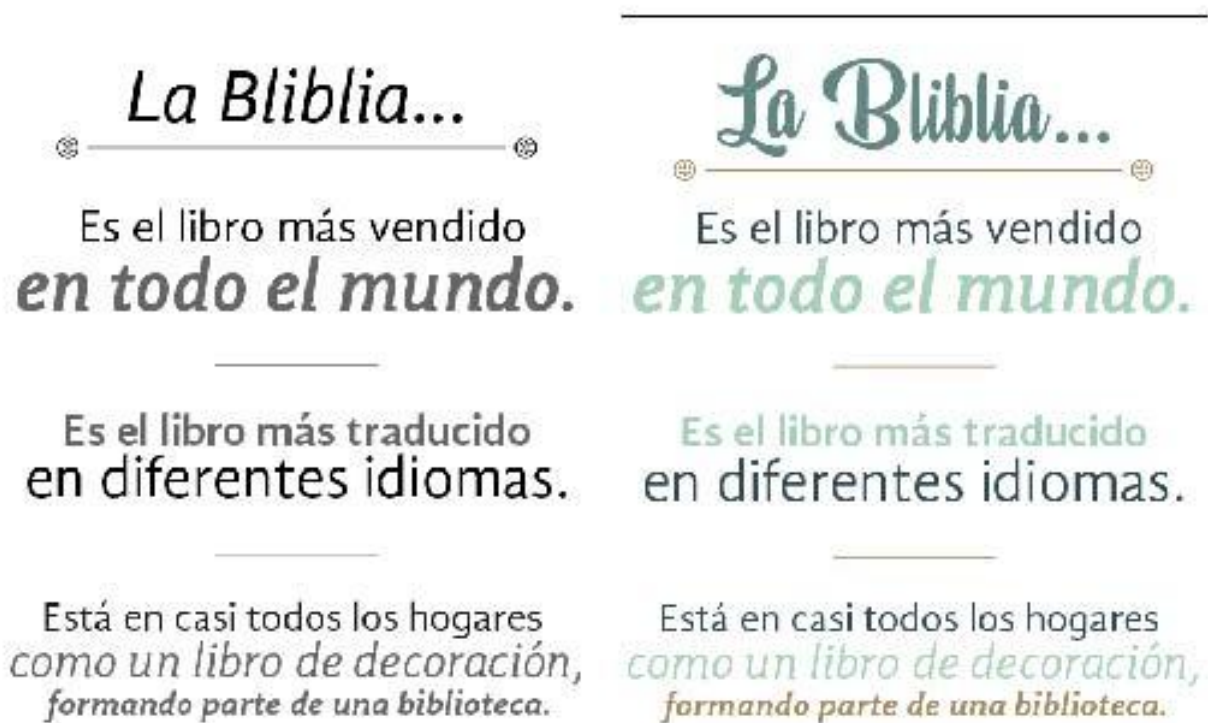 La Bliblia...
Es el libro más vendido
en todo el mundo.
Es el libro más traducido
en diferentes idiomas.
Está en casi todos los hogares
como un libro de decoración,
formando parte de una biblioteca.
La Bliblia...
Es el libro más vendido
en todo el mundo.
Es el libro más traducido
en diferentes idiomas.
Está en casi todos los hogares
como un libro de decoración,
formando parte de una biblioteca.